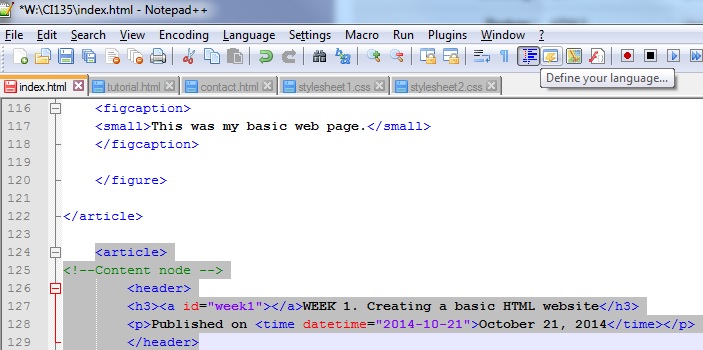 *W:\CI135\index.html - Notepad++
File Edit Search View Encoding Language Settings Macro Run Plugins Window ?
Define your language...
index.html tutorial.html contact.html stylesheet1.css stylesheet2.css
116 <figcaption>
117 <small>This was my basic web page.</small>
118 </figcaption>
119
120 </figure>
121
122 </article>
123
124 <article>
125 <!--Content node -->
126 <header>
127 <h3><a id="week1"></a>WEEK 1. Creating a basic HTML website</h3>
128 <p>Published on <time datetime="2014-10-21">October 21, 2014</time></p>
129 </header>